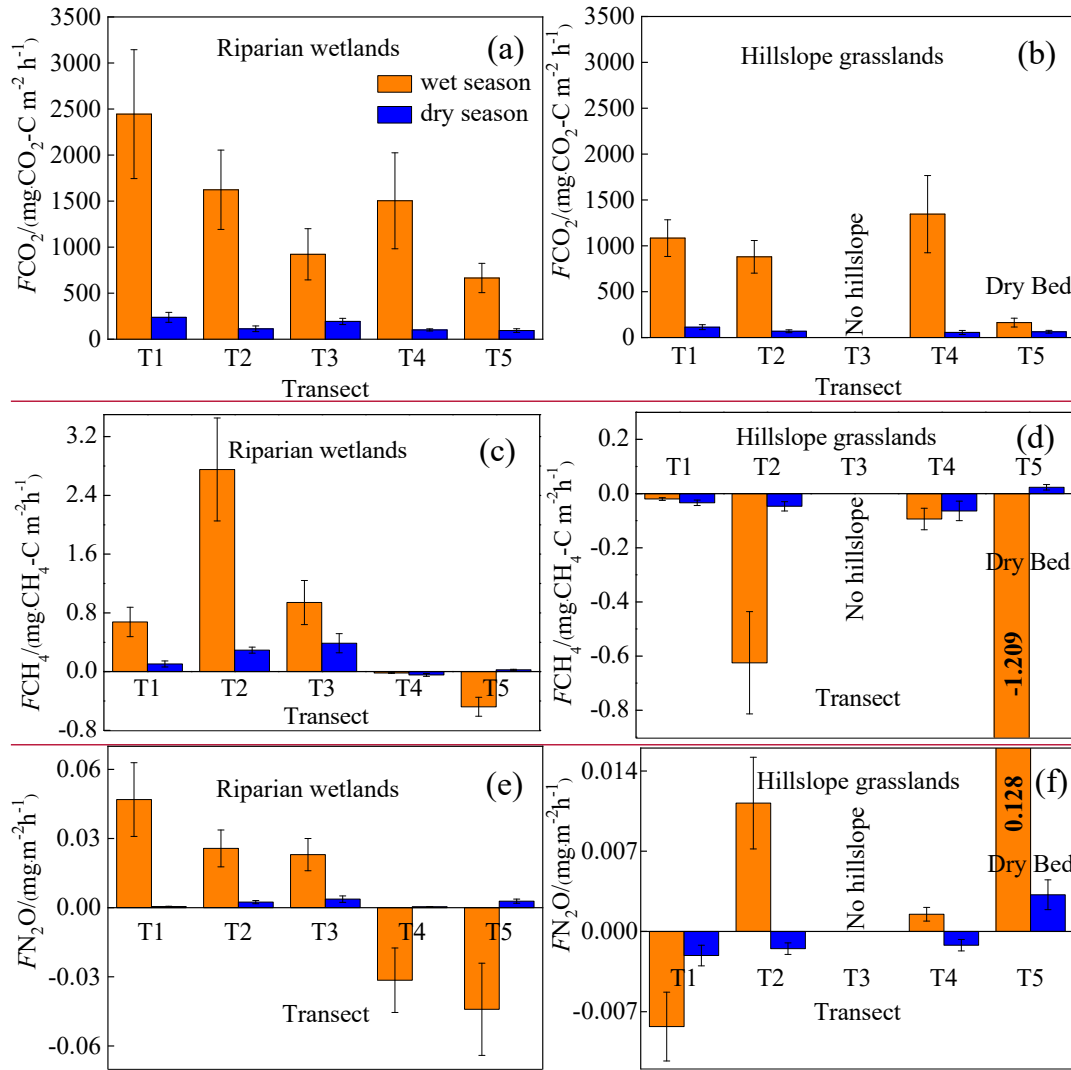 3500
3000
2500
2000
1500
1000
500
0
FCO₂/(mg.CO₂-C m⁻² h⁻¹)
Riparian wetlands
(a)
wet season
dry season
T1 T2 T3 T4 T5
Transect
3500
3000
2500
2000
1500
1000
500
0
FCO₂/(mg.CO₂-C m⁻² h⁻¹)
Hillslope grasslands
(b)
No hillslope
Dry Bed
T1 T2 T3 T4 T5
Transect
3.2
2.4
1.6
0.8
0.0
-0.8
FCH₄/(mg.CH₄-C m⁻²h⁻¹)
Riparian wetlands
(c)
T1 T2 T3 T4 T5
Transect
0.2
0.0
-0.2
-0.4
-0.6
-0.8
FCH₄/(mg.CH₄-C m⁻²h⁻¹)
Hillslope grasslands
(d)
T1 T2 T3 T4 T5
No hillslope
Dry Bed
-1.209
Transect
0.06
0.03
0.00
-0.03
-0.06
FN₂O/(mg.m⁻²h⁻¹)
Riparian wetlands
(e)
T1 T2 T3 T4 T5
Transect
0.014
0.007
0.000
-0.007
FN₂O/(mg.m⁻²h⁻¹)
Hillslope grasslands
(f)
No hillslope
0.128
Dry Bed
T1 T2 T3 T4 T5
Transect